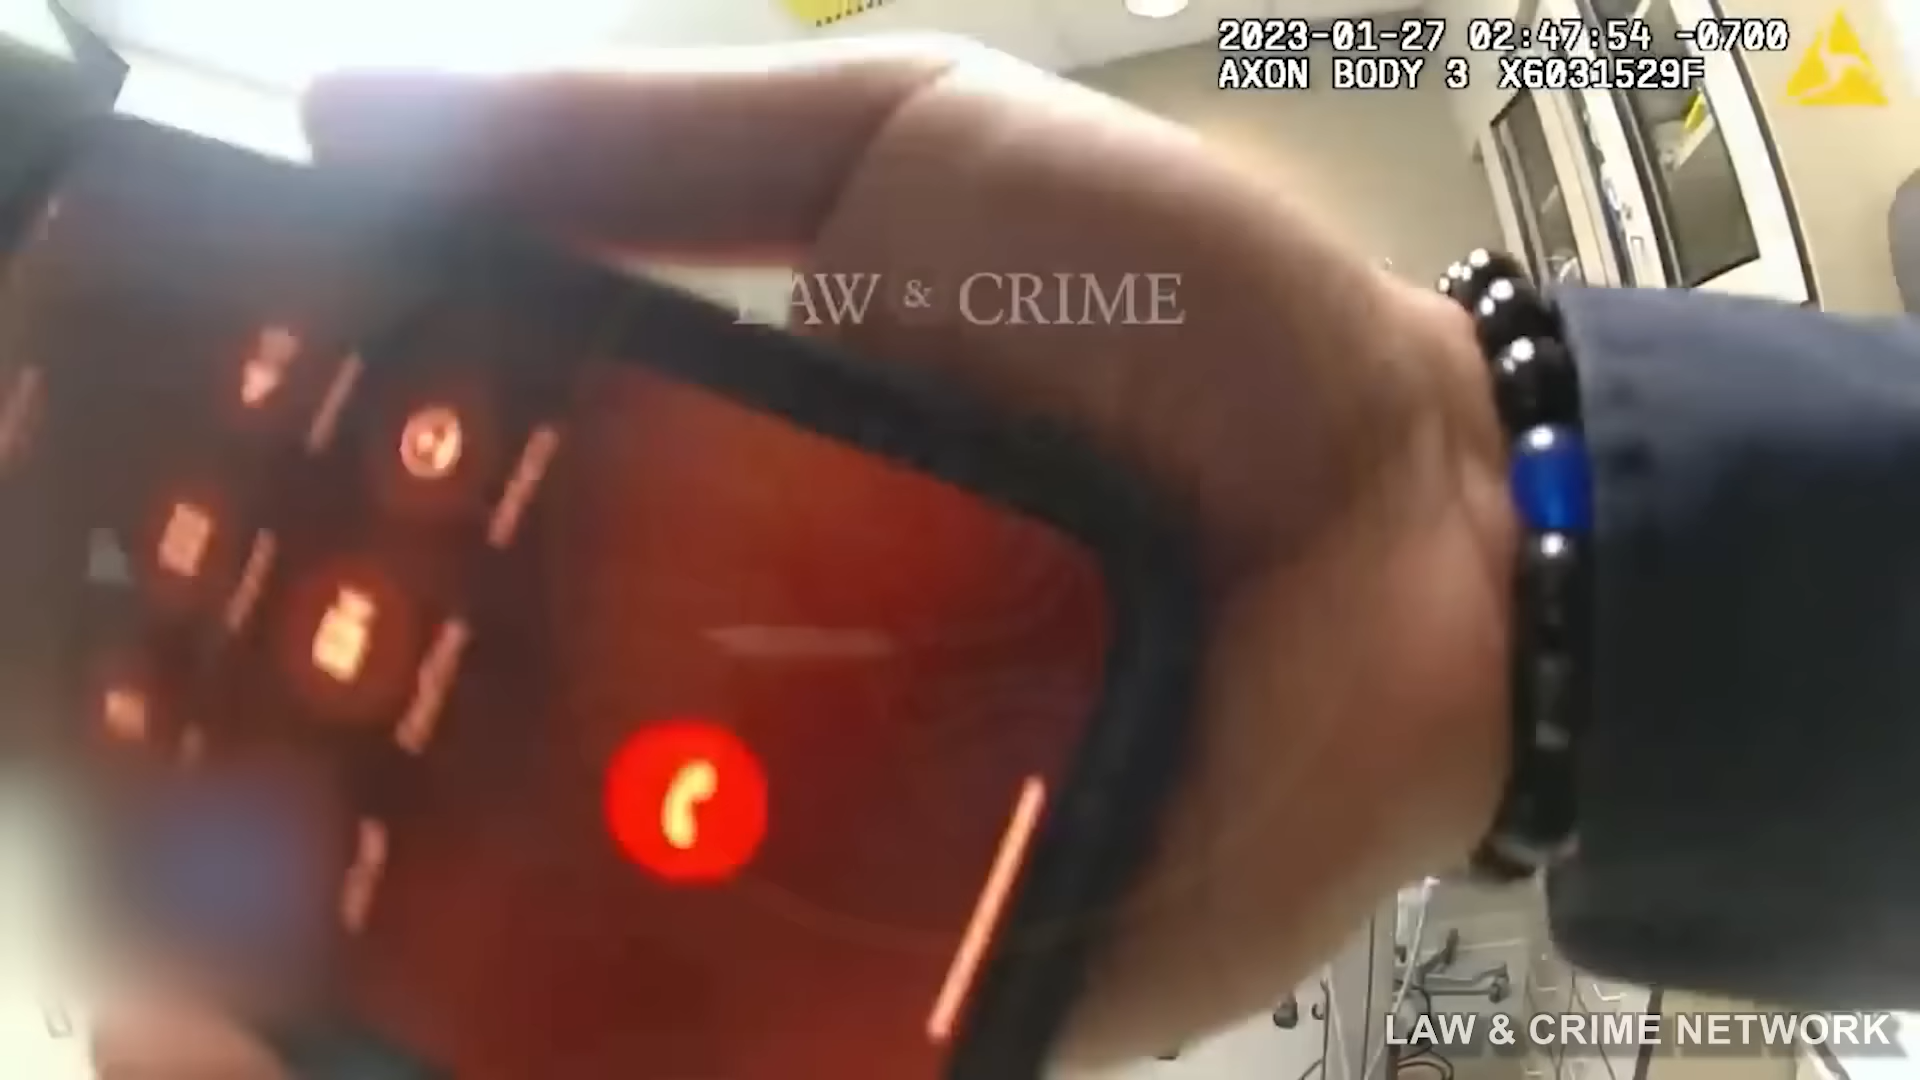 2023-01-27 02:47:54 -0700
AXON BODY 3 X6031529F
LAW & CRIME
LAW & CRIME NETWORK